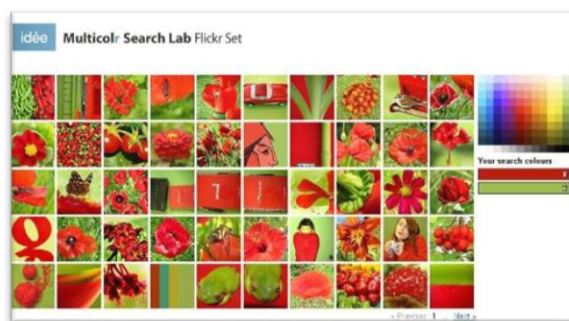 idée Multicolr Search Lab Flickr Set
Your search colours
« Previous 1 Next »